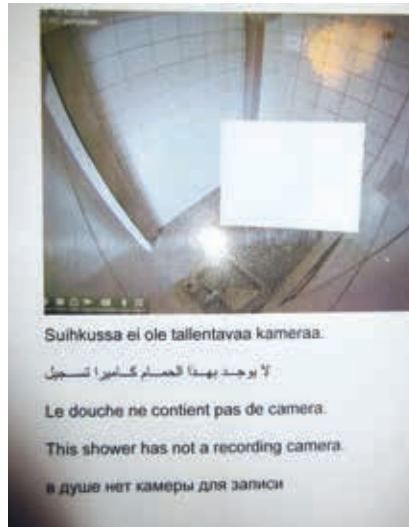 Suihkussa ei ole tallentavaa kameraa.
لا يوجد بهذا الحمام كاميرا تسجيل
Le douche ne contient pas de camera.
This shower has not a recording camera.
в душе нет камеры для записи